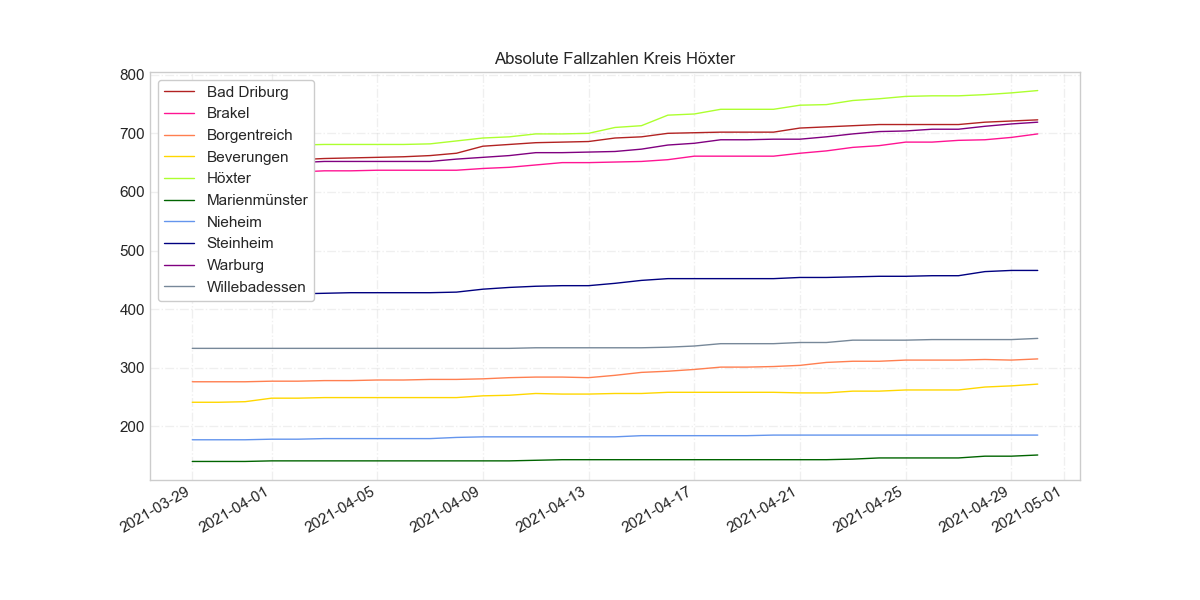 Absolute Fallzahlen Kreis Höxter
800
700
600
500
400
300
200
Bad Driburg
Brakel
Borgentreich
Beverungen
Höxter
Marienmünster
Nieheim
Steinheim
Warburg
Willebadessen
2021-03-29
2021-04-01
2021-04-05
2021-04-09
2021-04-13
2021-04-17
2021-04-21
2021-04-25
2021-04-29
2021-05-01